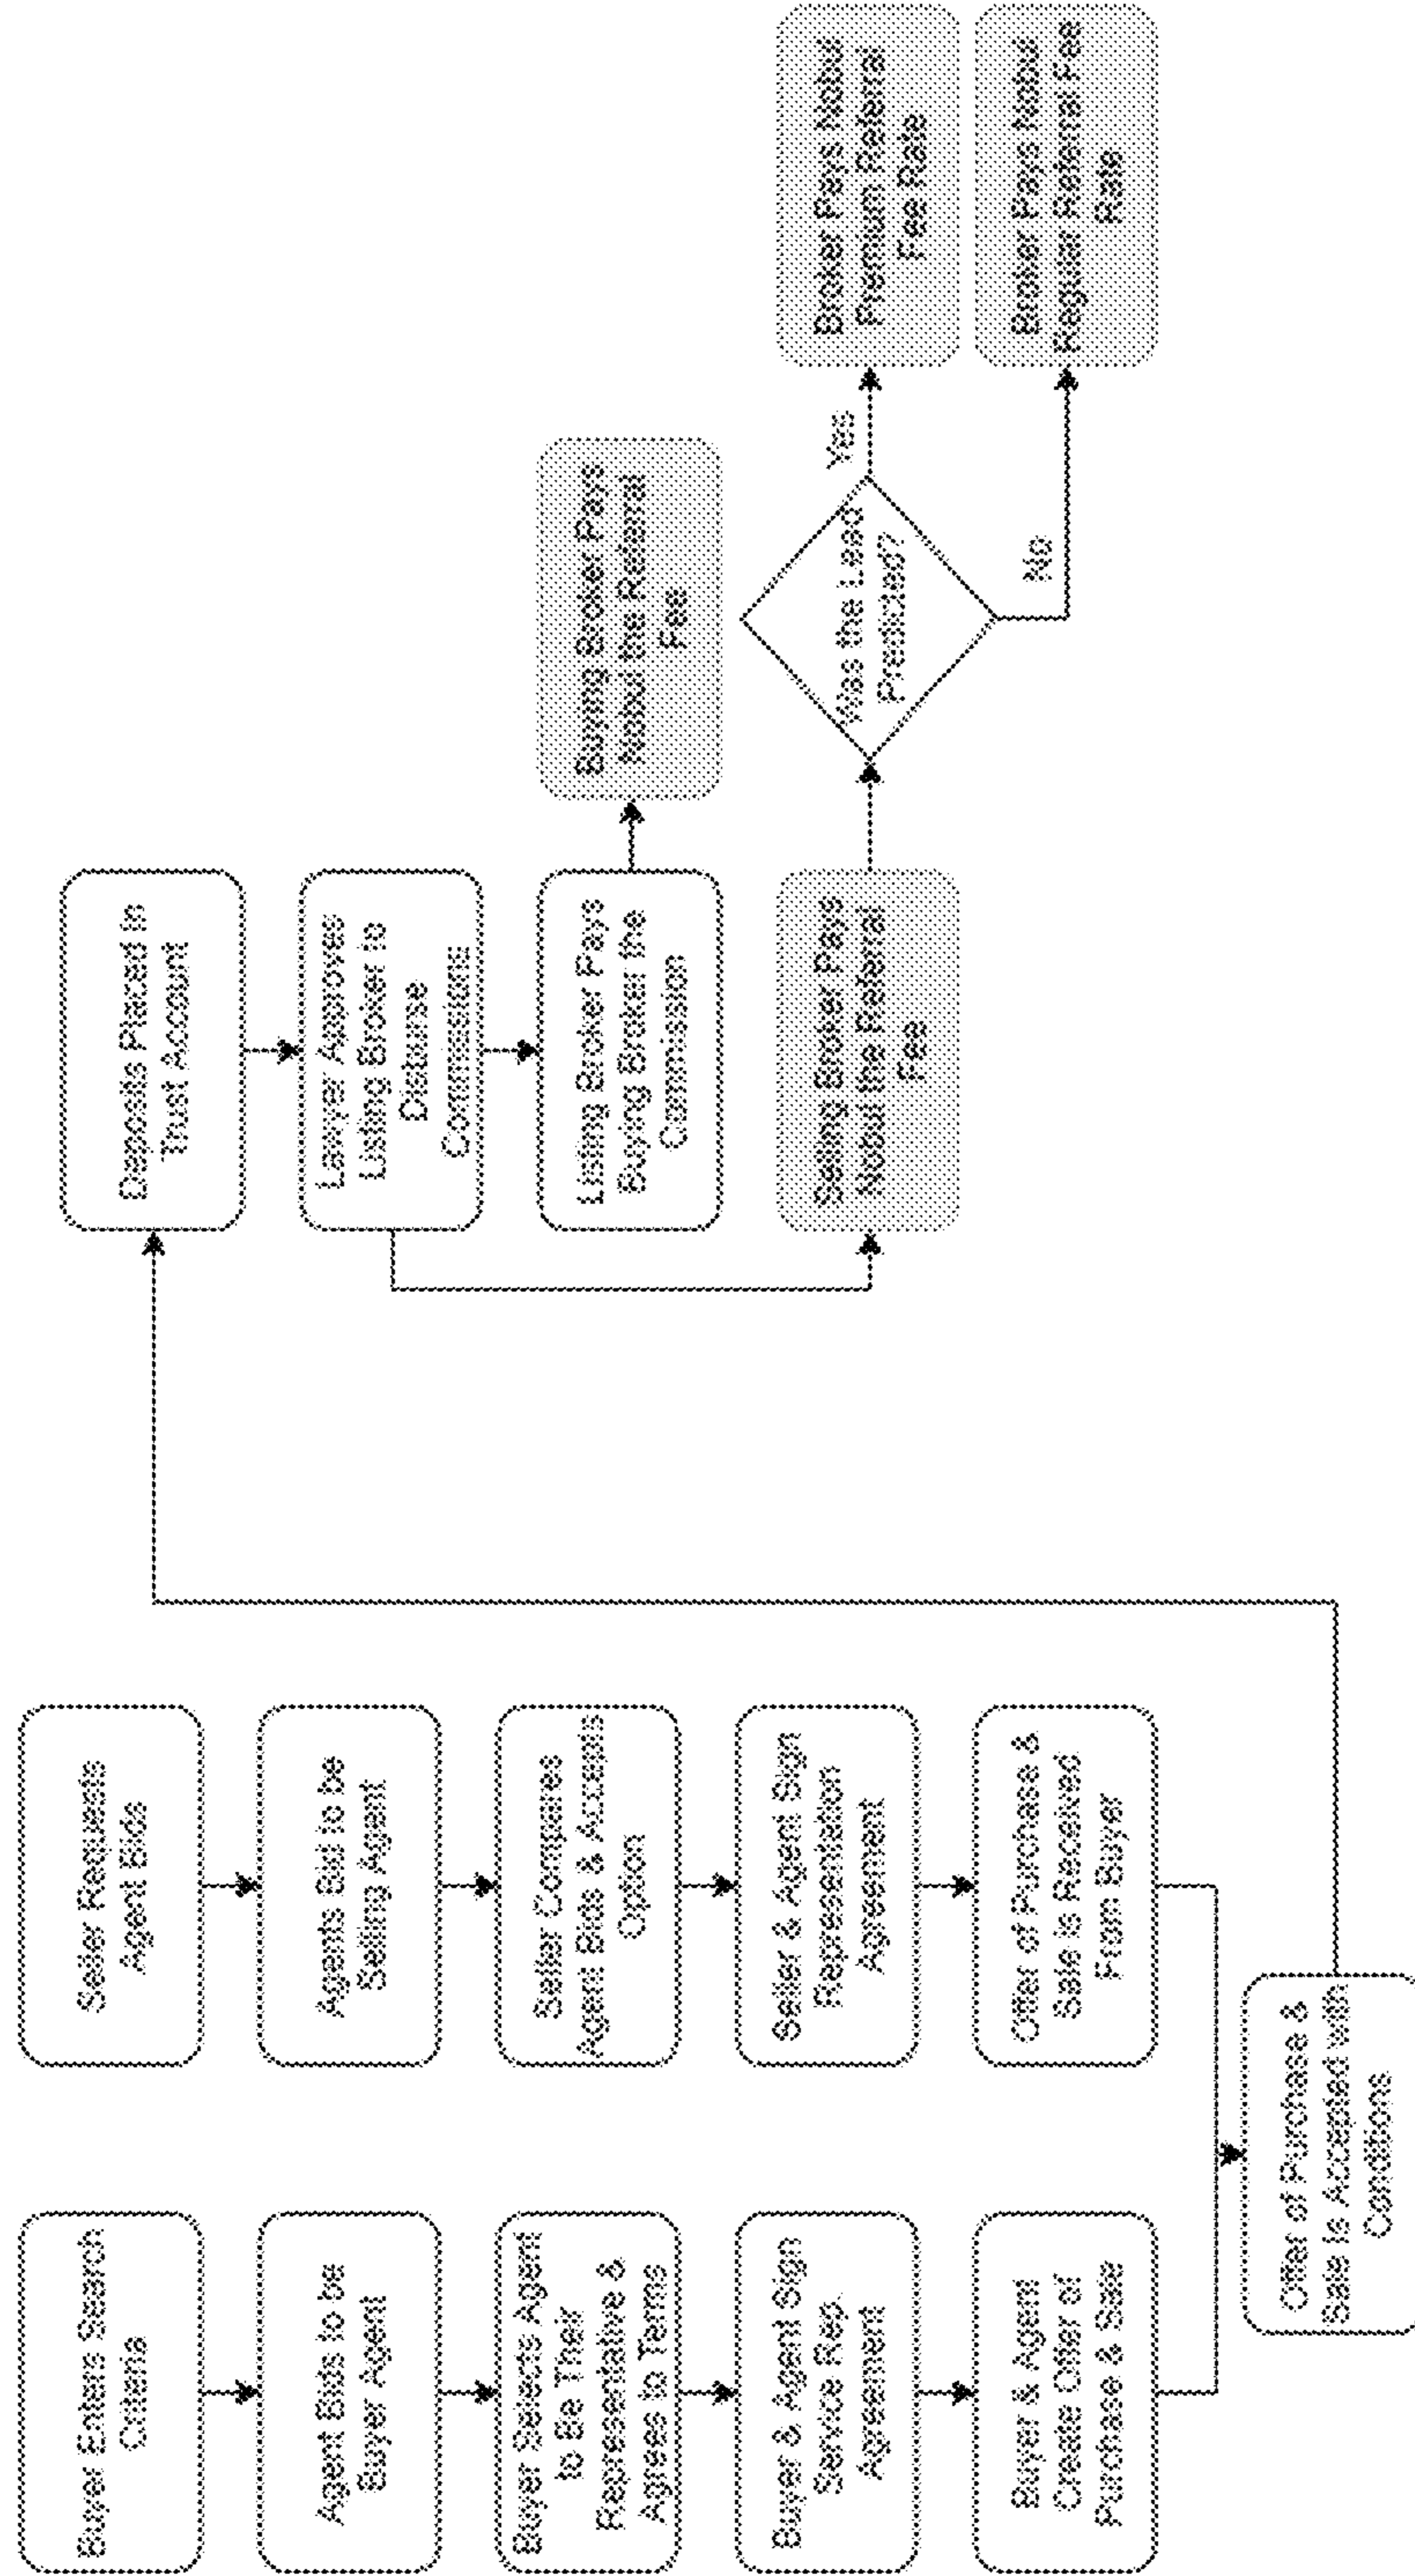 Buyer Enters Search
Criteria
Agent Bids to be
Buyer Agent
Buyer Selects Agent
to Be Their
Representative &
Agrees to Terms
Buyer & Agent Sign
Service Rep.
Agreement
Buyer & Agent
Create Offer of
Purchase & Sale
Seller Requests
Agent Bids
Agents Bid to be
Selling Agent
Seller Compares
Agent Bids & Accepts
Option
Seller & Agent Sign
Representation
Agreement
Offer of Purchase &
Sale is Received
From Buyer
Offer of Purchase &
Sale is Accepted with
Conditions
Deposits Placed in
Trust Account
Lawyer Approves
Listing Broker to
Disburse
Commissions
Listing Broker Pays
Buying Broker the
Commission
Buying Broker Pays
Nobul the Referral
Fee
Selling Broker Pays
Nobul the Referral
Fee
Was the Lead
Predicted?
Yes
No
Broker Pays Nobul
Premium Referral
Fee Rate
Broker Pays Nobul
Regular Referral Fee
Rate